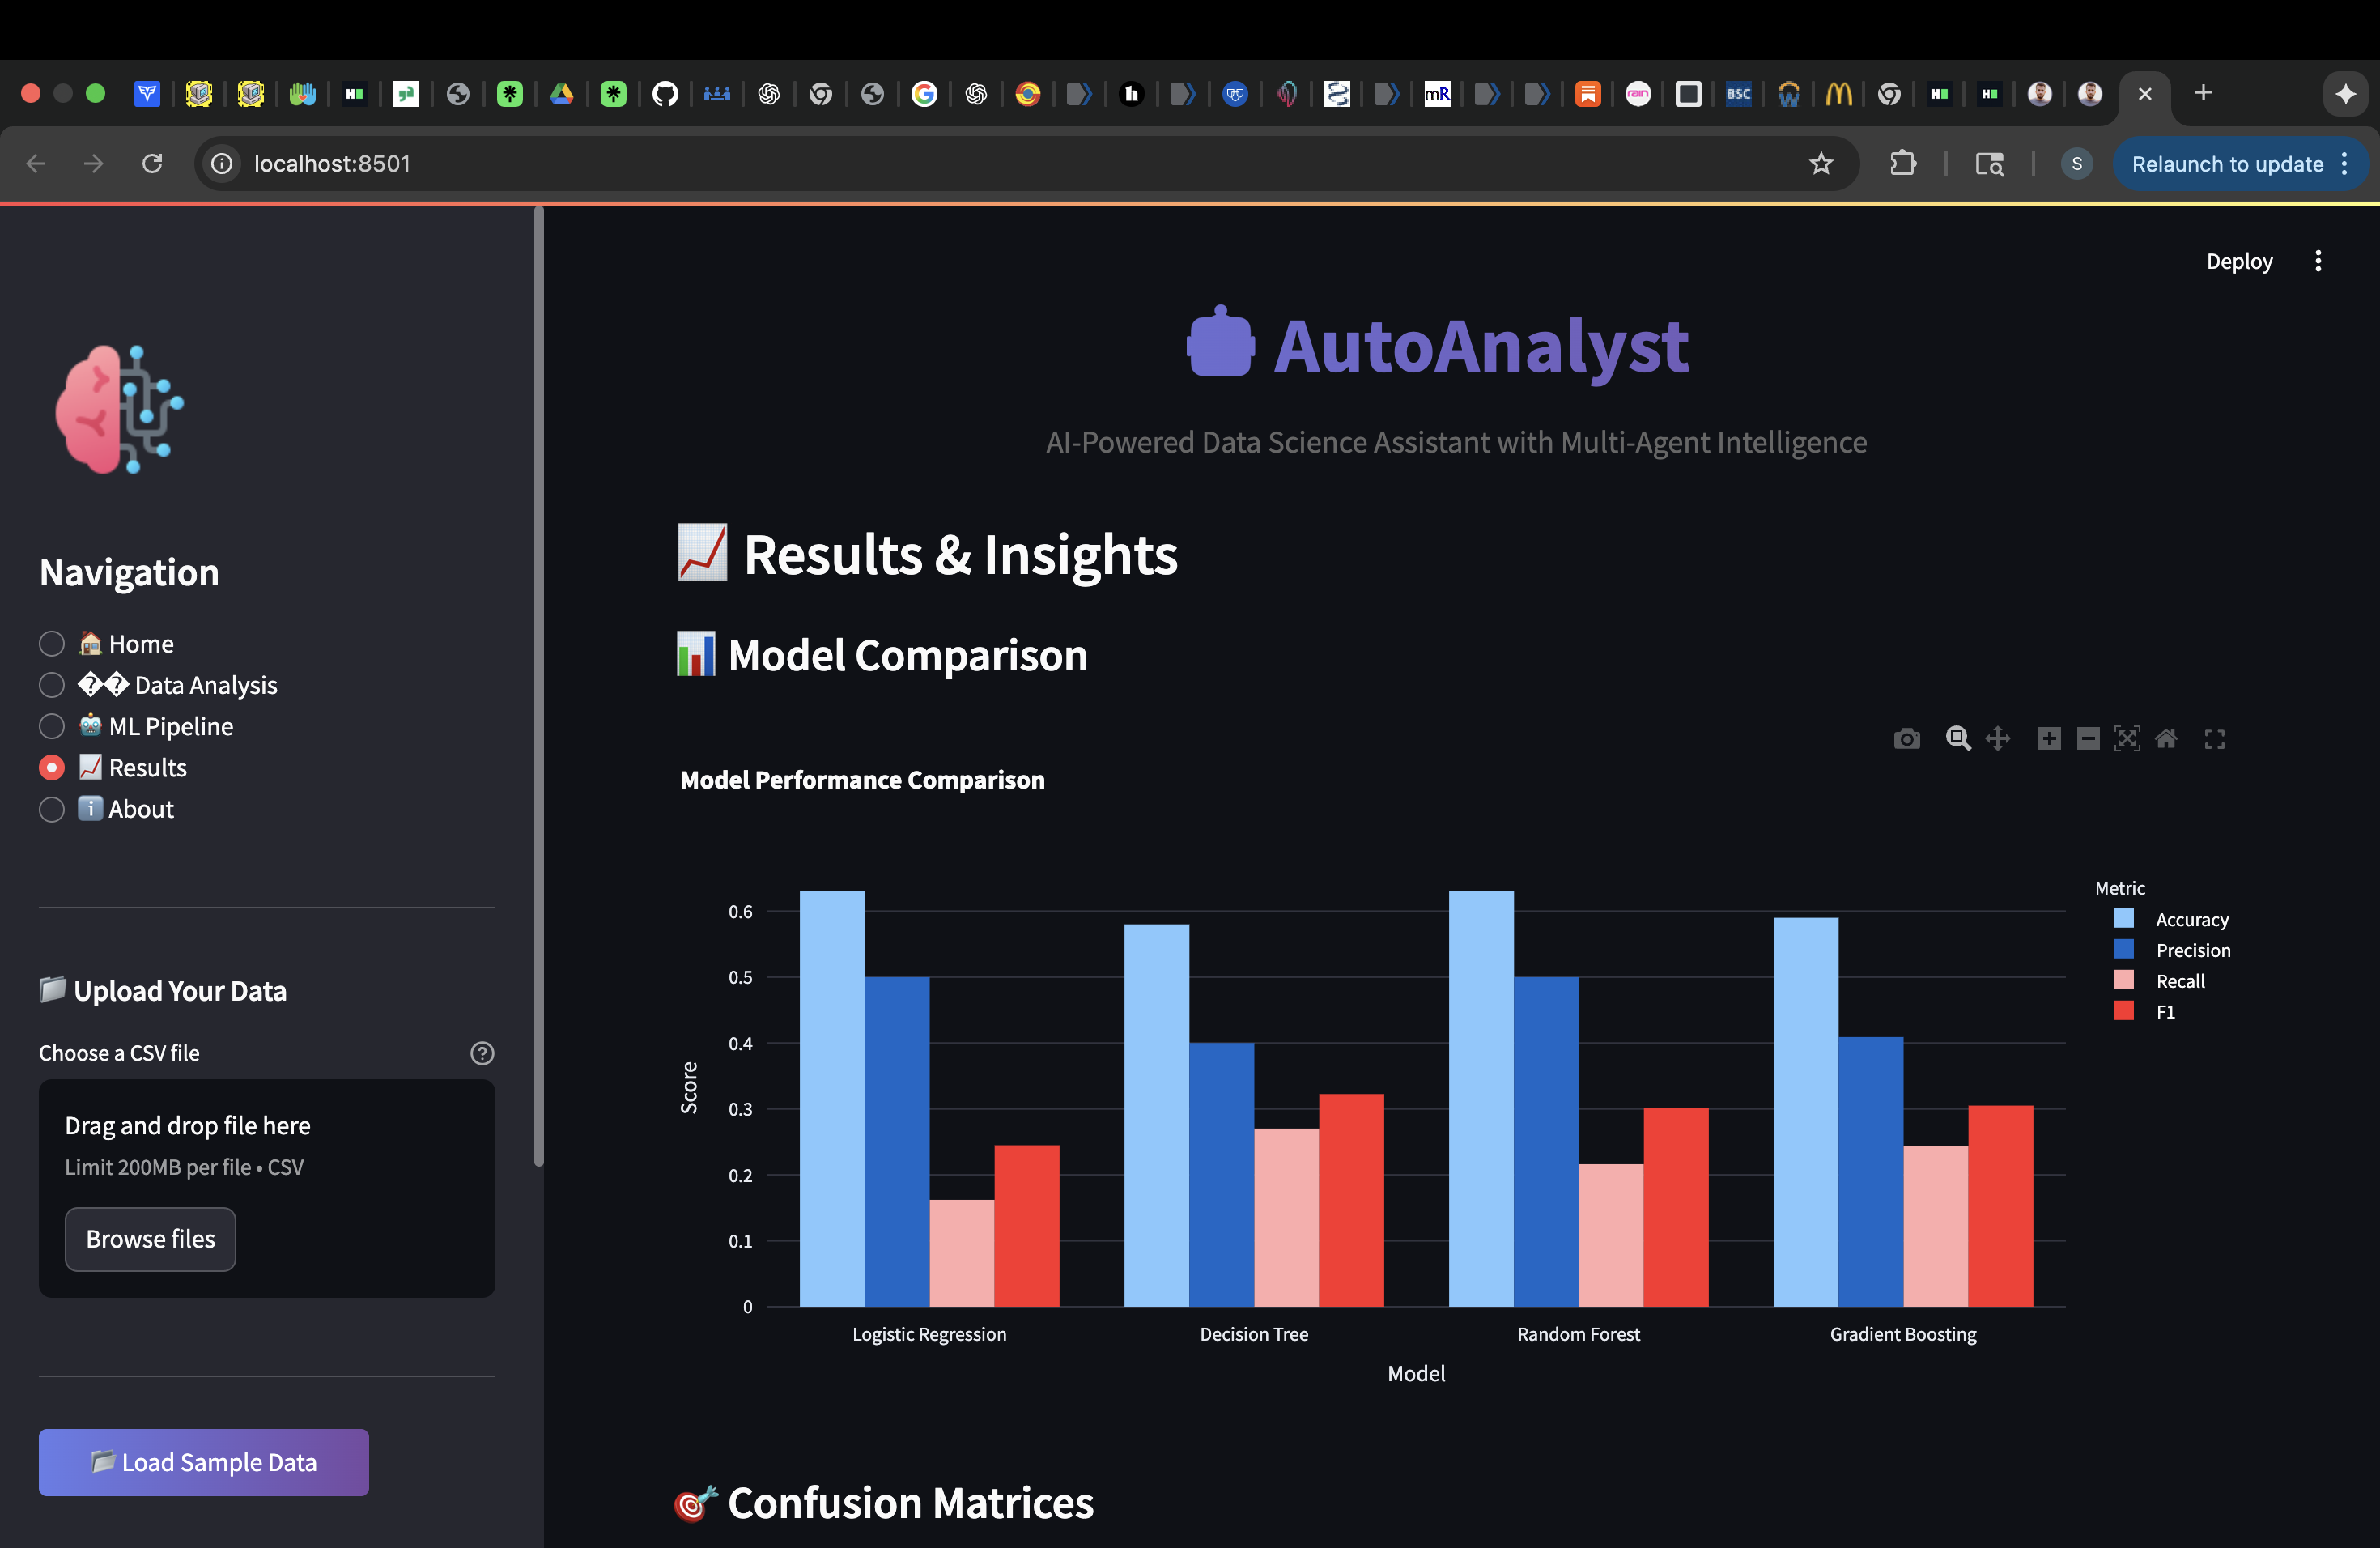 localhost:8501
Relaunch to update
S
BSC
mR
rain
Deploy
AutoAnalyst
AI-Powered Data Science Assistant with Multi-Agent Intelligence
Navigation
Home
�� Data Analysis
ML Pipeline
Results
About
Upload Your Data
Choose a CSV file
Drag and drop file here
Limit 200MB per file • CSV
Browse files
Load Sample Data
Results & Insights
Model Comparison
Model Performance Comparison
Metric
Accuracy
Precision
Recall
F1
Score
0.6
0.5
0.4
0.3
0.2
0.1
0
Logistic Regression
Decision Tree
Random Forest
Gradient Boosting
Model
Confusion Matrices